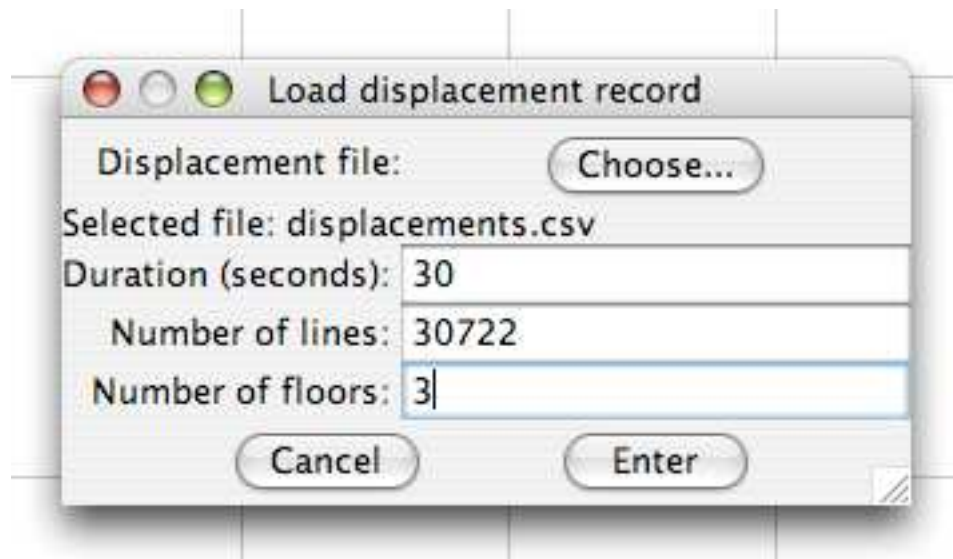 Load displacement record
Displacement file: Choose...
Selected file: displacements.csv
Duration (seconds): 30
Number of lines: 30722
Number of floors: 3
Cancel Enter